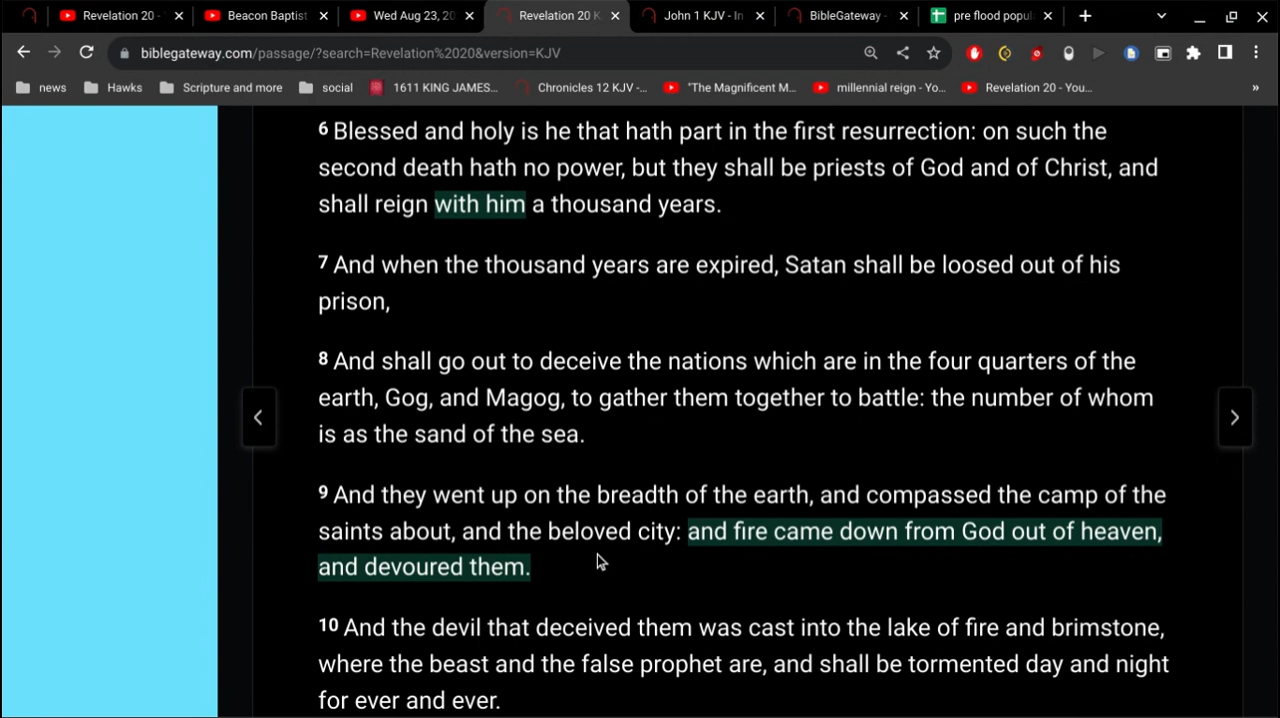 Revelation 20 -
Beacon Baptist
Wed Aug 23, 20
Revelation 20 K
John 1 KJV - In
BibleGateway -
pre flood popu
biblegateway.com/passage/?search=Revelation%2020&version=KJV
news
Hawks
Scripture and more
social
1611 KING JAMES...
Chronicles 12 KJV -...
"The Magnificent M...
millennial reign - Yo...
Revelation 20 - You...
»
6 Blessed and holy is he that hath part in the first resurrection: on such the
second death hath no power, but they shall be priests of God and of Christ, and
shall reign with him a thousand years.
7 And when the thousand years are expired, Satan shall be loosed out of his
prison,
8 And shall go out to deceive the nations which are in the four quarters of the
earth, Gog, and Magog, to gather them together to battle: the number of whom
is as the sand of the sea.
9 And they went up on the breadth of the earth, and compassed the camp of the
saints about, and the beloved city: and fire came down from God out of heaven,
and devoured them.
10 And the devil that deceived them was cast into the lake of fire and brimstone,
where the beast and the false prophet are, and shall be tormented day and night
for ever and ever.